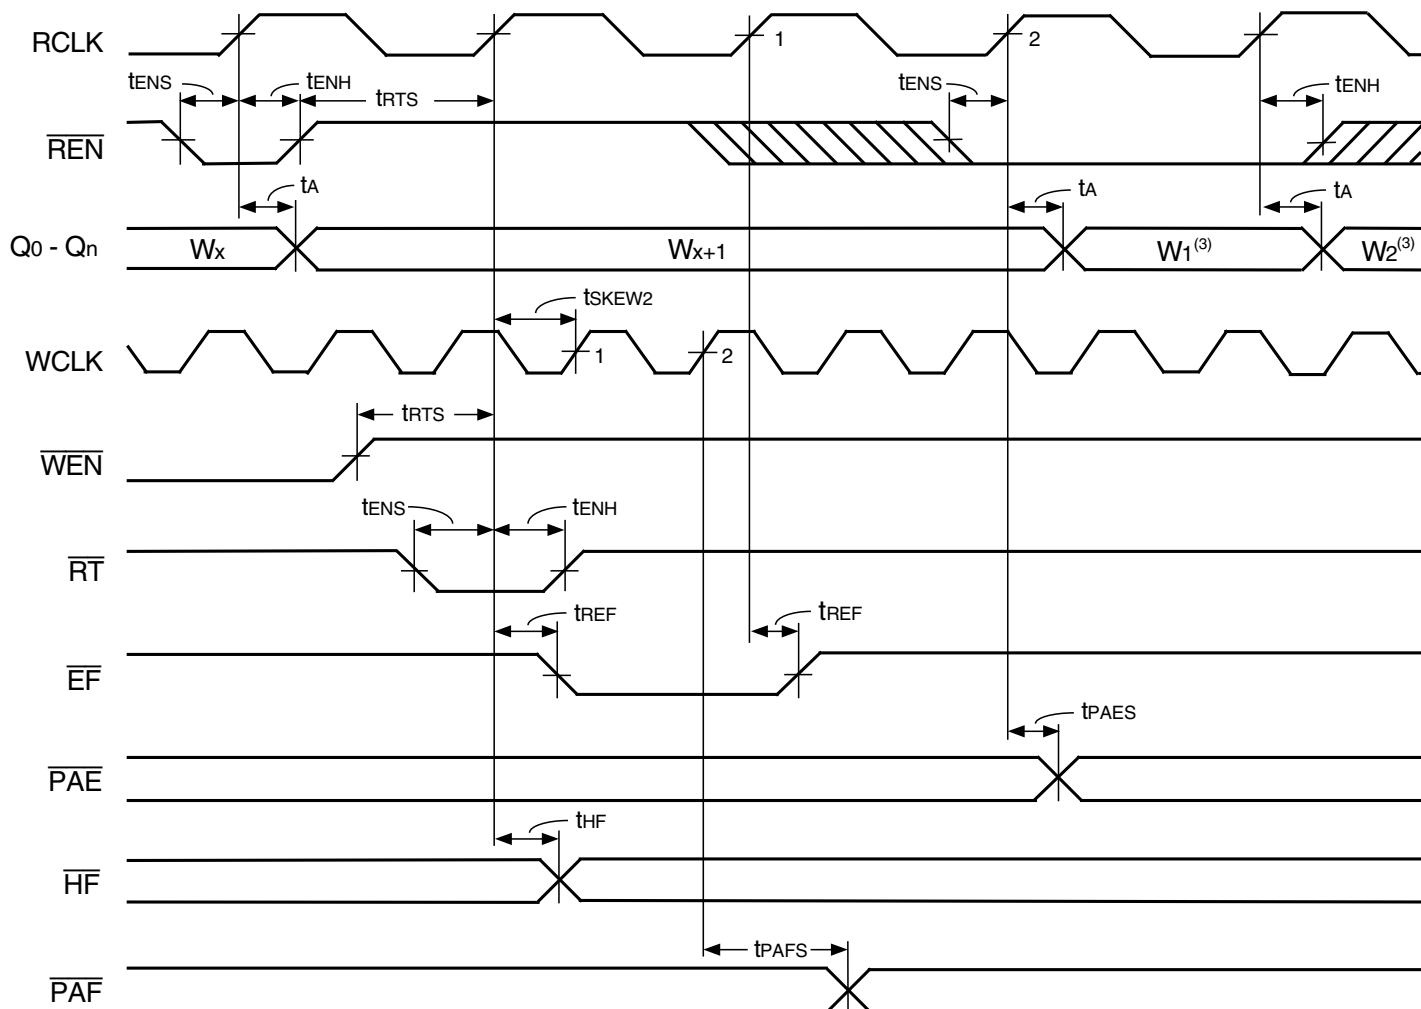 RCLK
1
2
tENS
tENH
tRTS
tENS
tENH
REN
tA
tA
tA
Q0 - Qn
Wx
Wx+1
W1(3)
W2(3)
tSKEW2
WCLK
1
2
tRTS
WEN
tENS
tENH
RT
tREF
tREF
EF
tPAES
PAE
tHF
HF
tPAFS
PAF